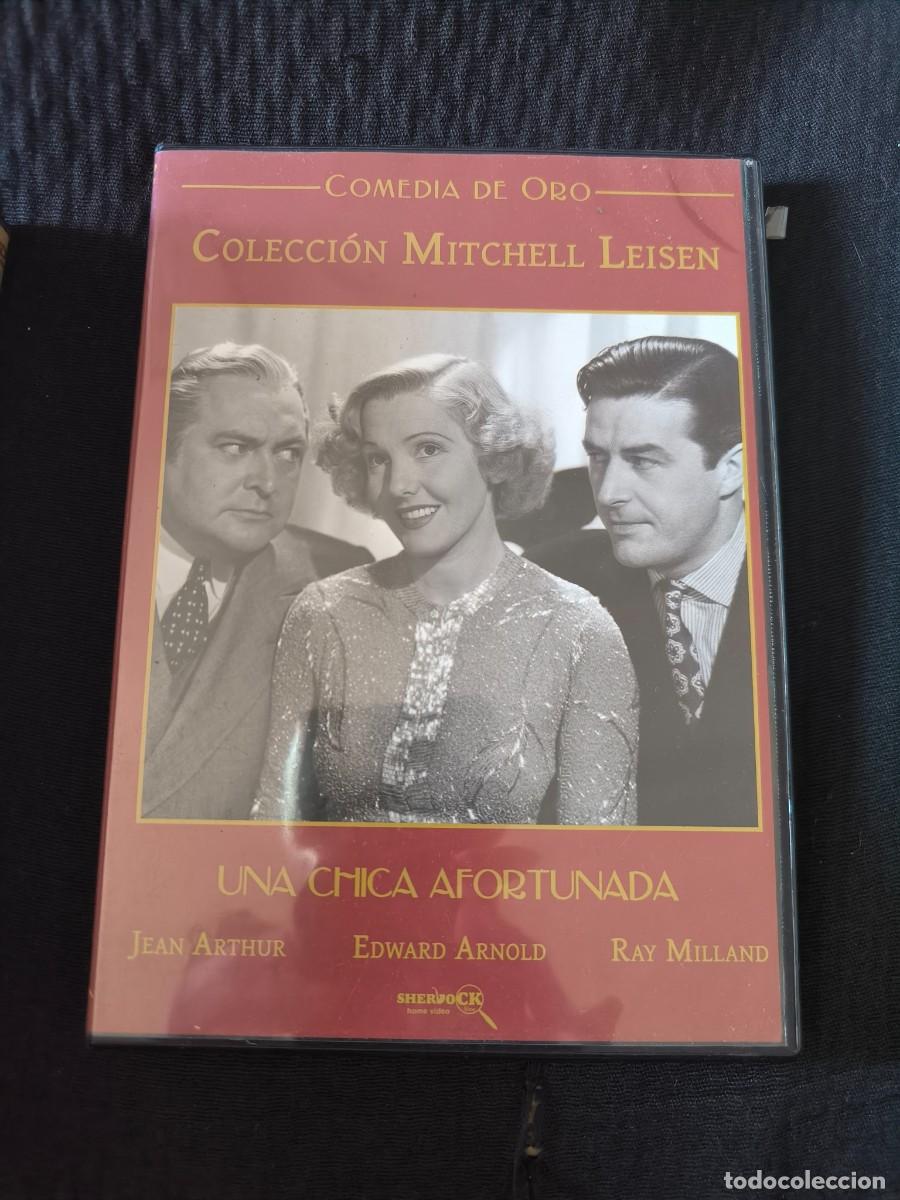 COMEDIA DE ORO
COLECCIÓN MITCHELL LEISEN
UNA CHICA AFORTUNADA
JEAN ARTHUR EDWARD ARNOLD RAY MILLAND
SHERLOCK
home video
todocoleccion